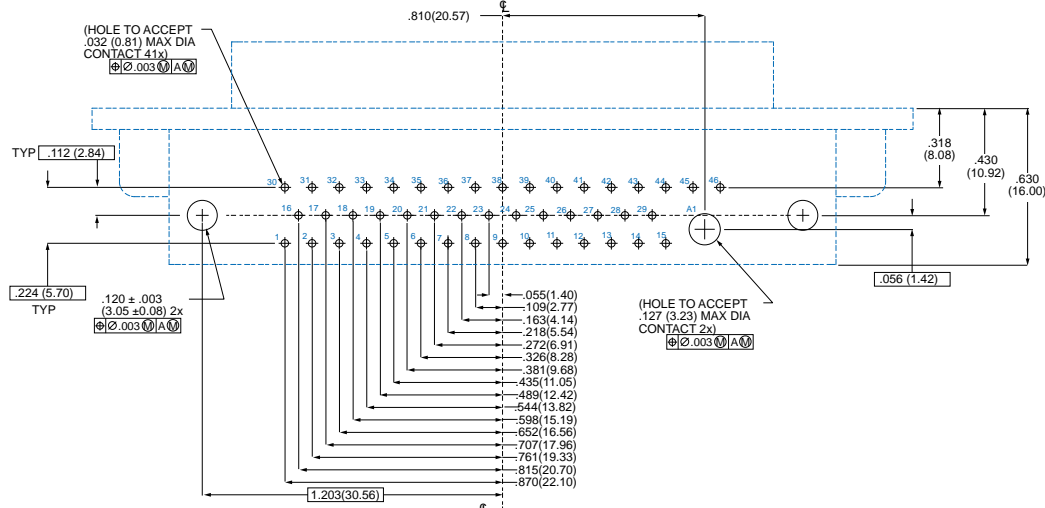 ℄
.810(20.57)
(HOLE TO ACCEPT
.032 (0.81) MAX DIA
CONTACT 41x)
⌖ Ø.003 Ⓜ A Ⓜ
TYP .112 (2.84)
.318
(8.08)
.430
(10.92)
.630
(16.00)
30 31 32 33 34 35 36 37 38 39 40 41 42 43 44 45 46
16 17 18 19 20 21 22 23 24 25 26 27 28 29 A1
1 2 3 4 5 6 7 8 9 10 11 12 13 14 15
.224 (5.70)
TYP
.120 ± .003
(3.05 ±0.08) 2x
⌖ Ø.003 Ⓜ A Ⓜ
.056 (1.42)
(HOLE TO ACCEPT
.127 (3.23) MAX DIA
CONTACT 2x)
⌖ Ø.003 Ⓜ A Ⓜ
.055(1.40)
.109(2.77)
.163(4.14)
.218(5.54)
.272(6.91)
.326(8.28)
.381(9.68)
.435(11.05)
.489(12.42)
.544(13.82)
.598(15.19)
.652(16.56)
.707(17.96)
.761(19.33)
.815(20.70)
.870(22.10)
1.203(30.56)
℄